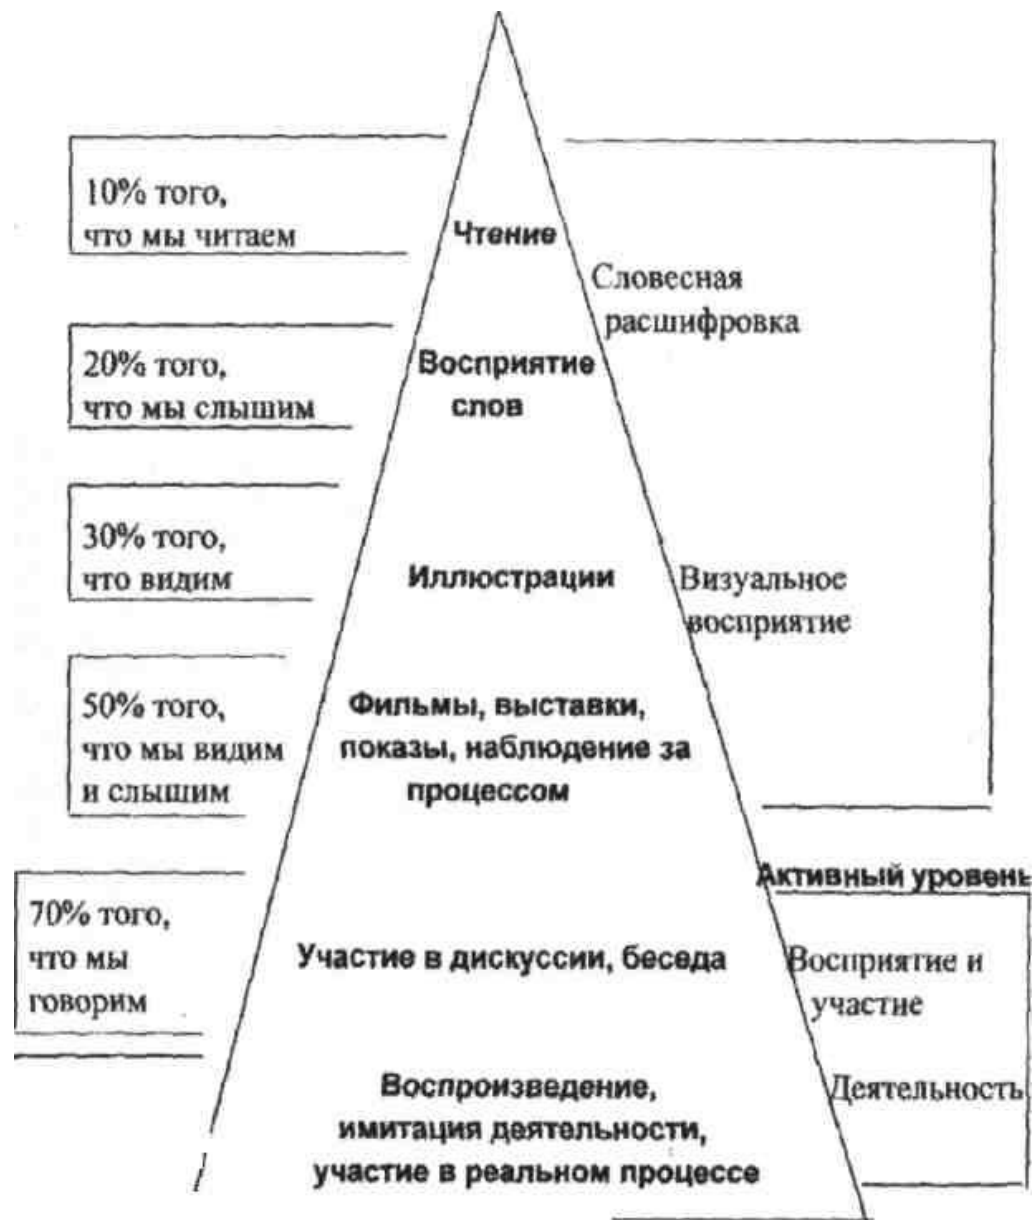 10% того,
что мы читаем
Чтение
Словесная
расшифровка
20% того,
что мы слышим
Восприятие
слов
30% того,
что видим
Иллюстрации
Визуальное
восприятие
50% того,
что мы видим
и слышим
Фильмы, выставки,
показы, наблюдение за
процессом
Активный уровень
70% того,
что мы
говорим
Участие в дискуссии, беседа
Восприятие и
участие
Воспроизведение,
имитация деятельности,
участие в реальном процессе
Деятельность